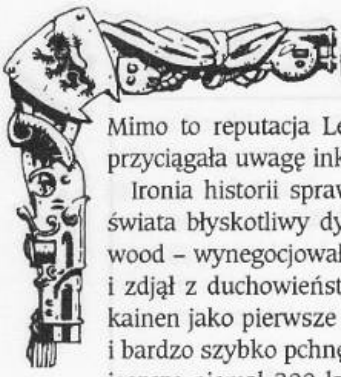 Mimo to reputacja Le
przyciągała uwagę ink
Ironia historii spraw
świata błyskotliwy dy
wood – wynegocjował
i zdjął z duchowieńst
kainen jako pierwsze
i bardzo szybko pchnę